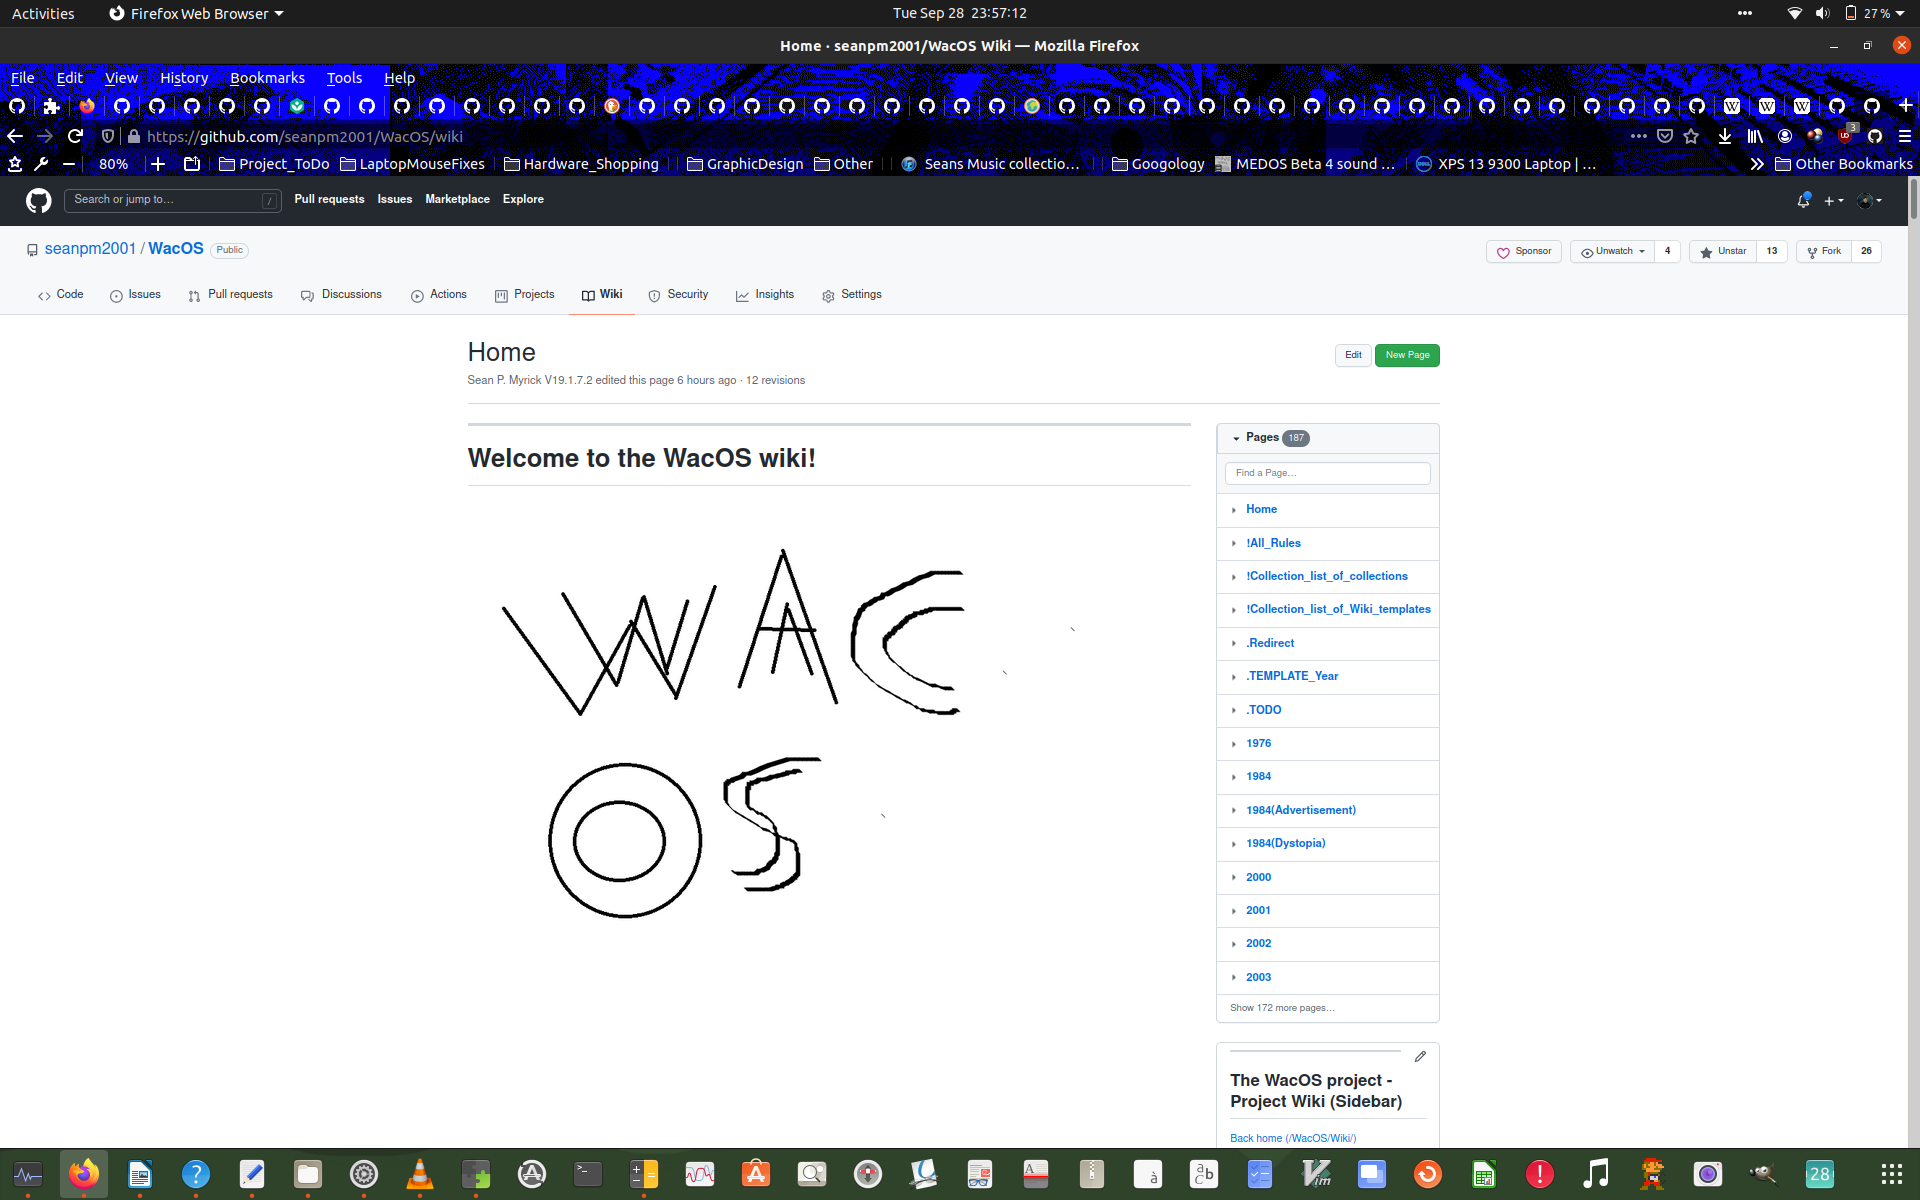 Activities Firefox Web Browser Tue Sep 28 23:57:12 27 %
Home · seanpm2001/WacOS Wiki — Mozilla Firefox
File Edit View History Bookmarks Tools Help
https://github.com/seanpm2001/WacOS/wiki 3
80% Project_ToDo LaptopMouseFixes Hardware_Shopping GraphicDesign Other Seans Music collectio… Googology MEDOS Beta 4 sound … XPS 13 9300 Laptop | … Other Bookmarks
Search or jump to… / Pull requests Issues Marketplace Explore
seanpm2001 / WacOS Public Sponsor Unwatch 4 Unstar 13 Fork 26
Code Issues Pull requests Discussions Actions Projects Wiki Security Insights Settings
Home Edit New Page
Sean P. Myrick V19.1.7.2 edited this page 6 hours ago · 12 revisions
Welcome to the WacOS wiki!
WAC
OS
Pages 187
Find a Page…
Home
!All_Rules
!Collection_list_of_collections
!Collection_list_of_Wiki_templates
.Redirect
.TEMPLATE_Year
.TODO
1976
1984
1984(Advertisement)
1984(Dystopia)
2000
2001
2002
2003
Show 172 more pages…
The WacOS project -
Project Wiki (Sidebar)
Back home (/WacOS/Wiki/)
28